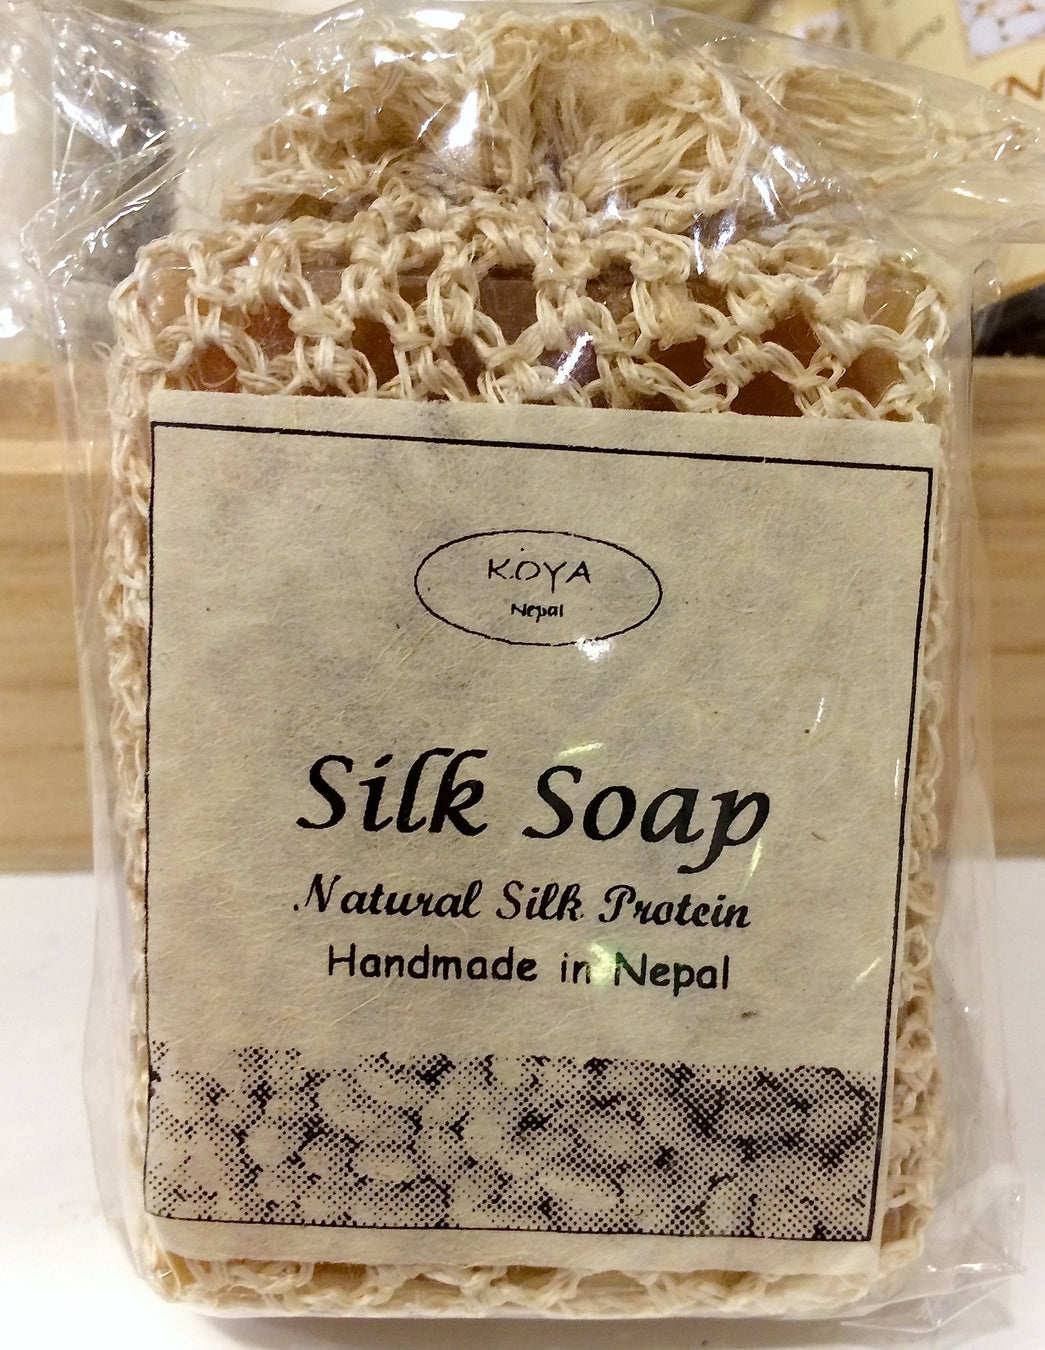 KOYA
Nepal
Silk Soap
Natural Silk Protein
Handmade in Nepal